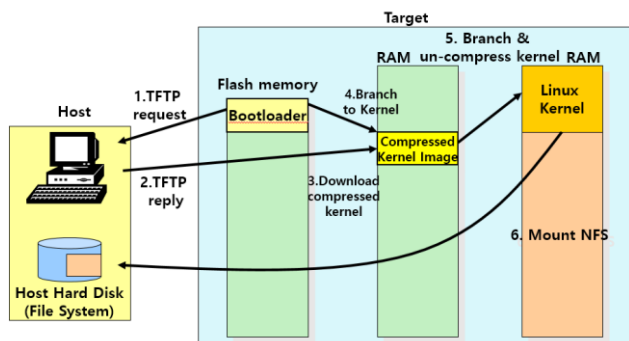 Target
5. Branch &
un-compress kernel
RAM
RAM
Flash memory
1.TFTP
request
4.Branch
to Kernel
Linux
Kernel
Host
Bootloader
Compressed
Kernel Image
2.TFTP
reply
3.Download
compressed
kernel
6. Mount NFS
Host Hard Disk
(File System)